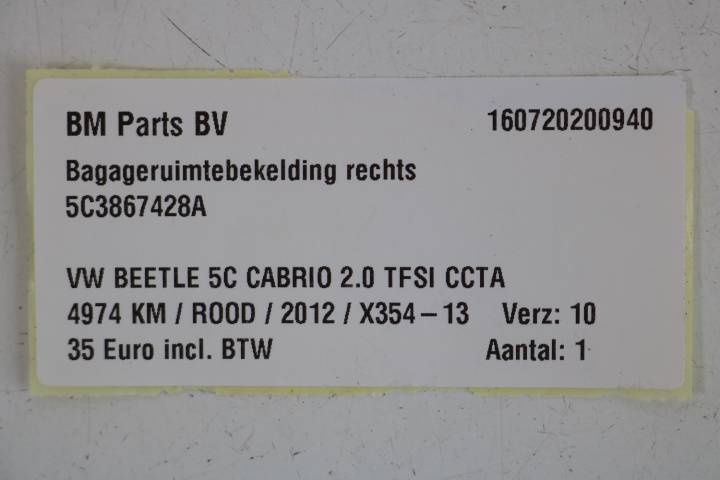 BM Parts BV 160720200940
Bagageruimtebekelding rechts
5C3867428A
VW BEETLE 5C CABRIO 2.0 TFSI CCTA
4974 KM / ROOD / 2012 / X354-13 Verz: 10
35 Euro incl. BTW Aantal: 1